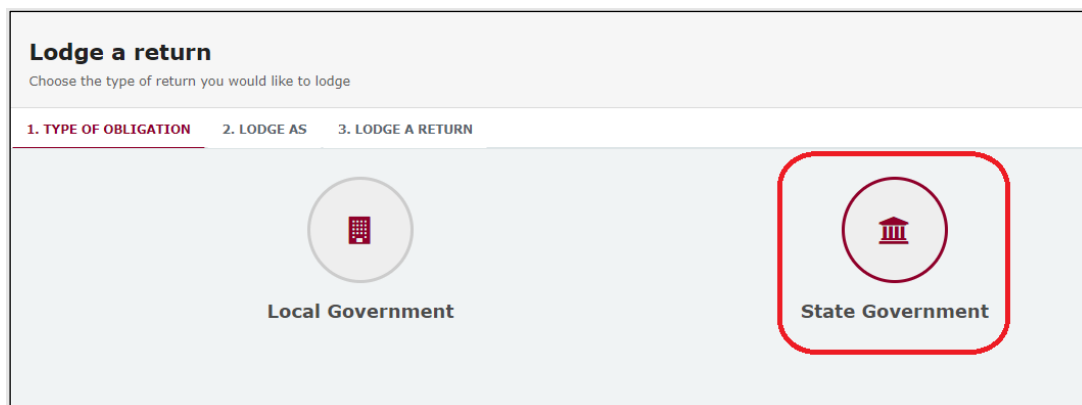 Lodge a return
Choose the type of return you would like to lodge
1. TYPE OF OBLIGATION 2. LODGE AS 3. LODGE A RETURN
Local Government State Government